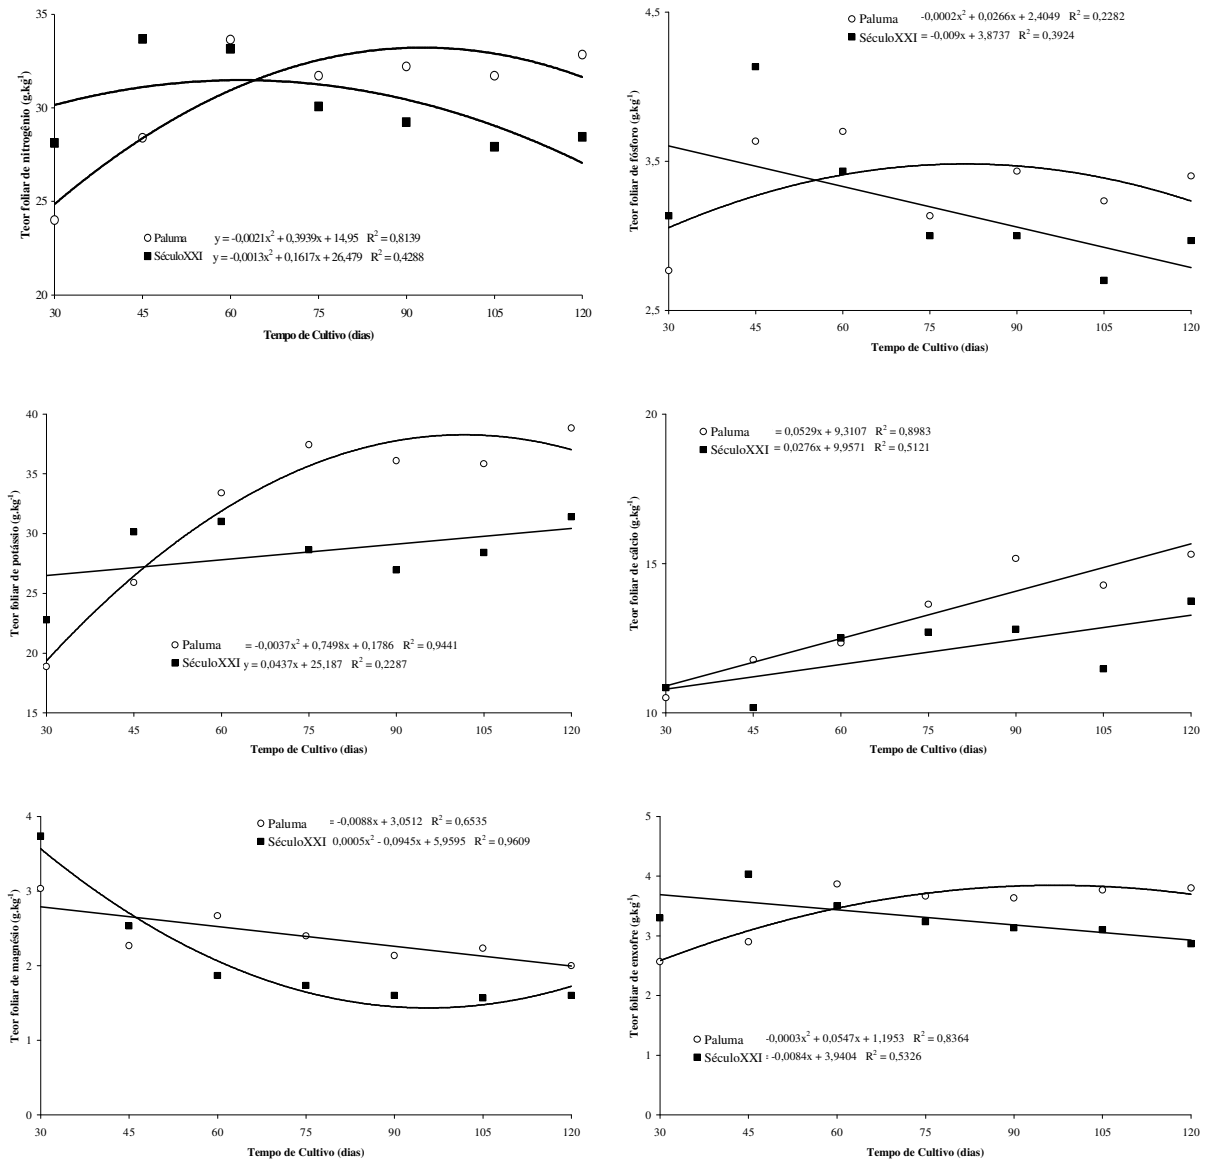 Teor foliar de nitrogênio (g.kg⁻¹)
35
30
25
20
Paluma y = -0,0021x² + 0,3939x + 14,95 R² = 0,8139
SéculoXXI y = -0,0013x² + 0,1617x + 26,479 R² = 0,4288
30 45 60 75 90 105 120
Tempo de Cultivo (dias)
Teor foliar de fósforo (g.kg⁻¹)
4,5
3,5
2,5
Paluma -0,0002x² + 0,0266x + 2,4049 R² = 0,2282
SéculoXXI = -0,009x + 3,8737 R² = 0,3924
30 45 60 75 90 105 120
Tempo de Cultivo (dias)
Teor foliar de potássio (g.kg⁻¹)
40
35
30
25
20
15
Paluma = -0,0037x² + 0,7498x + 0,1786 R² = 0,9441
SéculoXXI y = 0,0437x + 25,187 R² = 0,2287
30 45 60 75 90 105 120
Tempo de Cultivo (dias)
Teor foliar de cálcio (g.kg⁻¹)
20
15
10
Paluma = 0,0529x + 9,3107 R² = 0,8983
SéculoXXI = 0,0276x + 9,9571 R² = 0,5121
30 45 60 75 90 105 120
Tempo de Cultivo (dias)
Teor foliar de magnésio (g.kg⁻¹)
4
3
2
1
0
Paluma = -0,0088x + 3,0512 R² = 0,6535
SéculoXXI 0,0005x² - 0,0945x + 5,9595 R² = 0,9609
30 45 60 75 90 105 120
Tempo de Cultivo (dias)
Teor foliar de enxofre (g.kg⁻¹)
5
4
3
2
1
0
Paluma -0,0003x² + 0,0547x + 1,1953 R² = 0,8364
SéculoXXI = -0,0084x + 3,9404 R² = 0,5326
30 45 60 75 90 105 120
Tempo de Cultivo (dias)